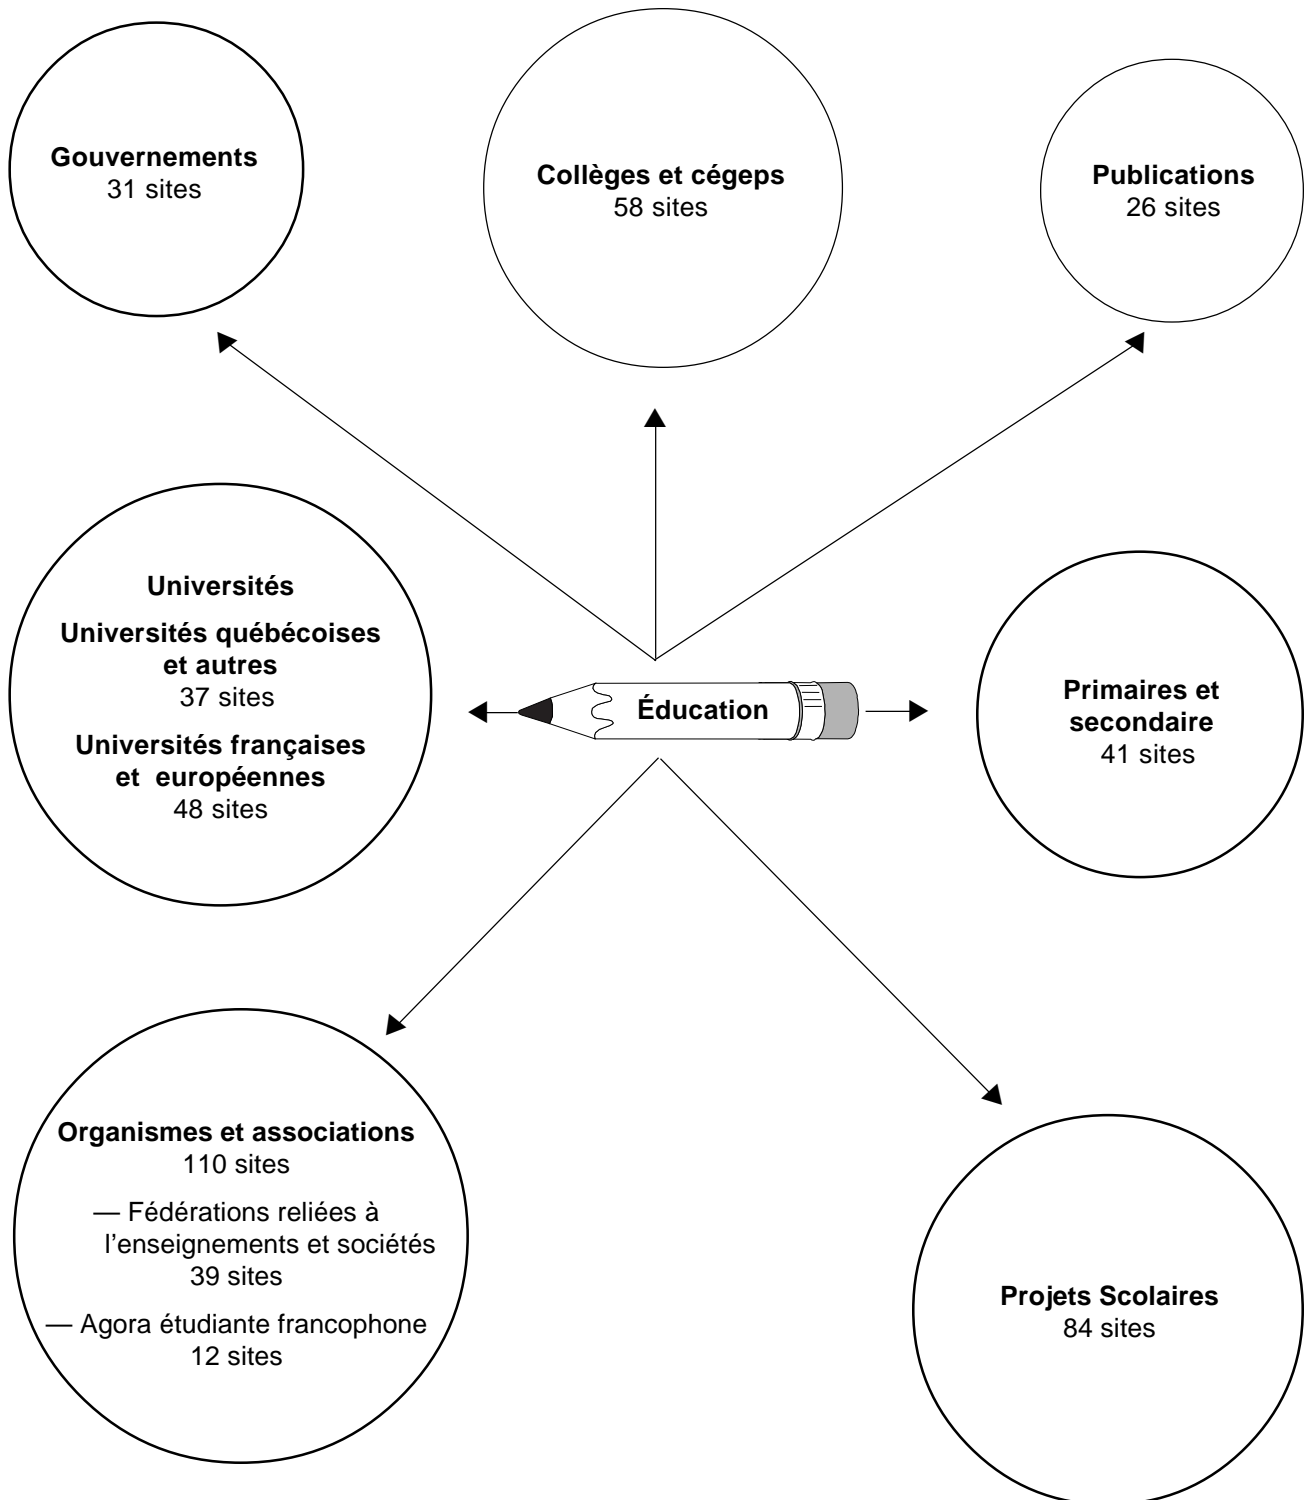 Gouvernements
31 sites
Collèges et cégeps
58 sites
Publications
26 sites
Universités
Universités québécoises
et autres
37 sites
Universités françaises
et européennes
48 sites
Éducation
Primaires et
secondaire
41 sites
Organismes et associations
110 sites
— Fédérations reliées à
l'enseignements et sociétés
39 sites
— Agora étudiante francophone
12 sites
Projets Scolaires
84 sites